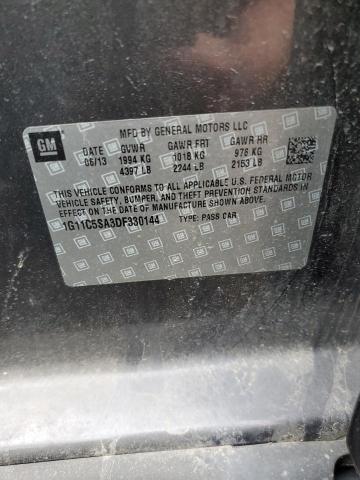 GM
MFD BY GENERAL MOTORS LLC
DATE GVWR GAWR FRT GAWR RR
05/13 1994 KG 1018 KG 976 KG
4397 LB 2244 LB 2153 LB
THIS VEHICLE CONFORMS TO ALL APPLICABLE U.S. FEDERAL MOTOR
VEHICLE SAFETY, BUMPER, AND THEFT PREVENTION STANDARDS
IN EFFECT ON THE DATE OF MANUFACTURE SHOWN ABOVE.
1G11C5SA3DF330144 TYPE: PASS CAR